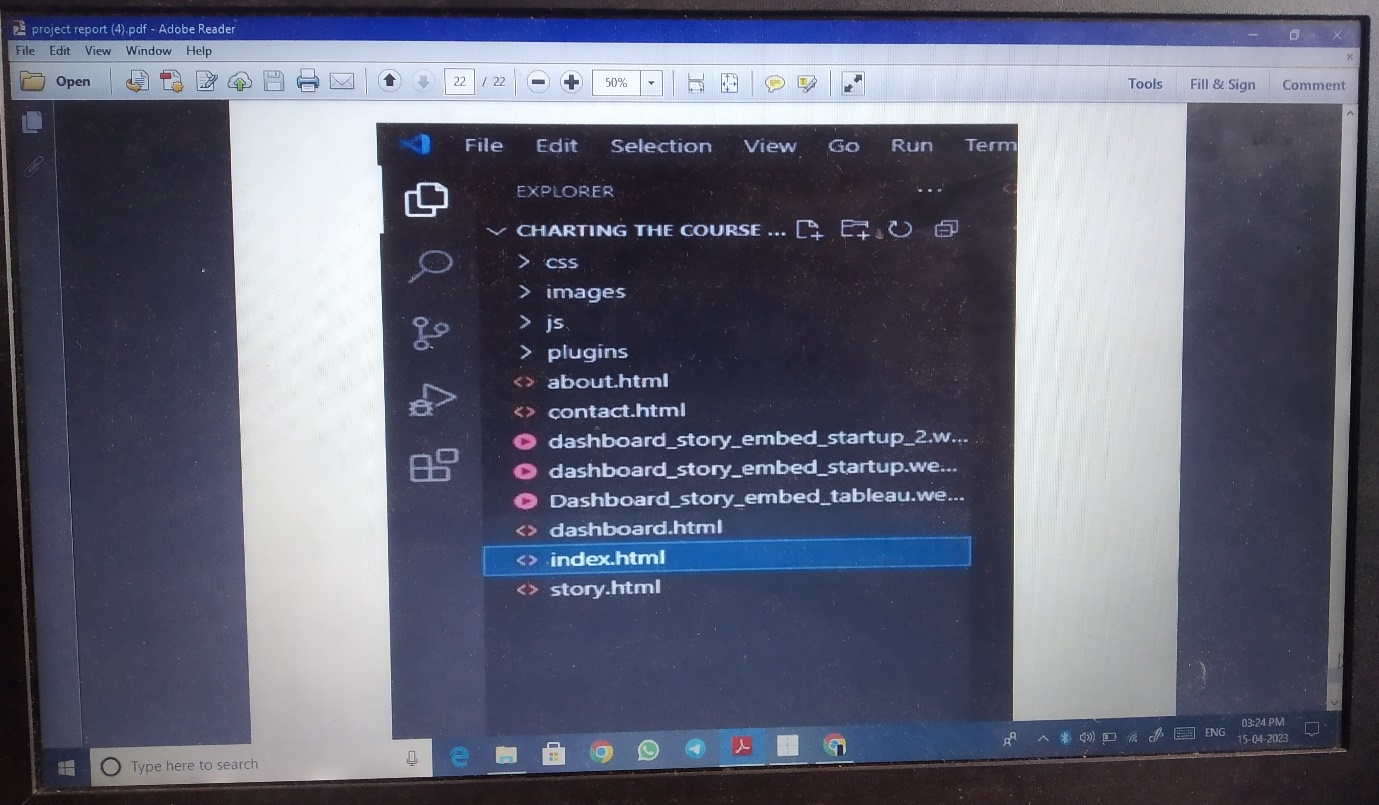 project report (4).pdf - Adobe Reader
File Edit View Window Help
Open 22 / 22 50% Tools Fill & Sign Comment
File Edit Selection View Go Run Term
EXPLORER ...
CHARTING THE COURSE ...
css
images
js
plugins
about.html
contact.html
dashboard_story_embed_startup_2.w...
dashboard_story_embed_startup.we...
Dashboard_story_embed_tableau.we...
dashboard.html
index.html
story.html
Type here to search
ENG
03:24 PM
15-04-2023